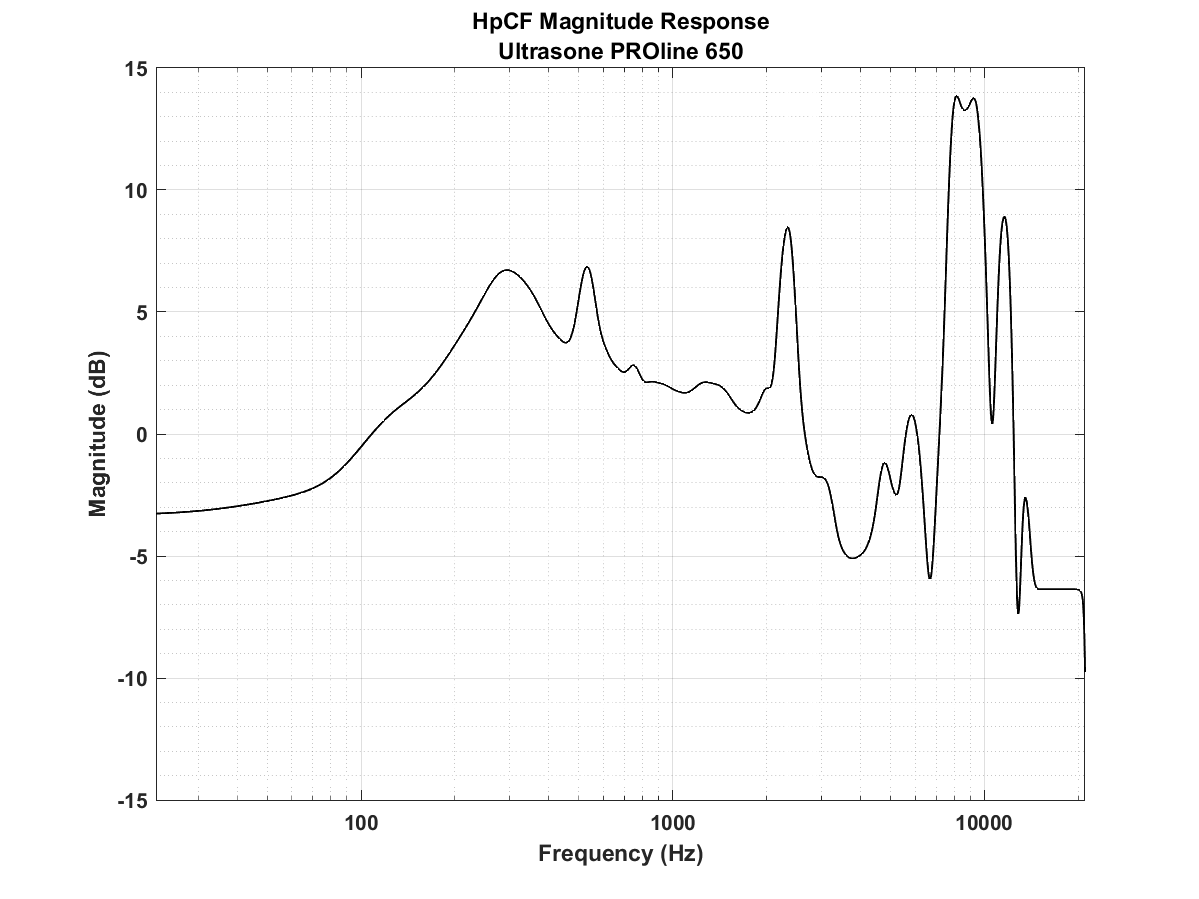 HpCF Magnitude Response
Ultrasone PROline 650
15
10
5
0
-5
-10
-15
Magnitude (dB)
100
1000
10000
Frequency (Hz)